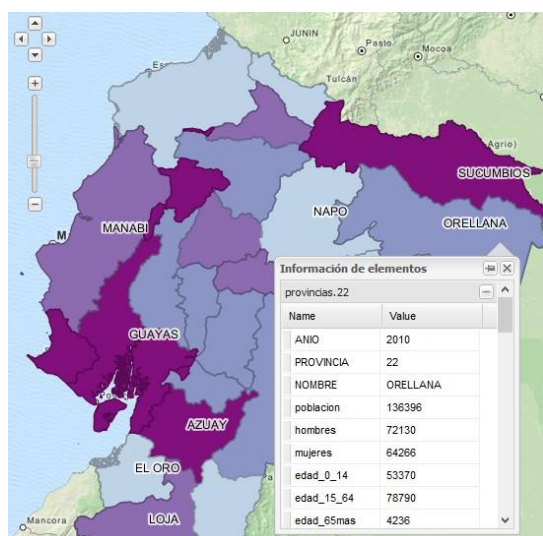 JUNIN
Pasto
Mocoa
Es
Tulcán
Agrio)
SUCUMBIOS
NAPO
ORELLANA
M
MANABI
Información de elementos
provincias.22
Name Value
ANIO 2010
PROVINCIA 22
NOMBRE ORELLANA
poblacion 136396
hombres 72130
mujeres 64266
edad_0_14 53370
edad_15_64 78790
edad_65mas 4236
GUAYAS
AZUAY
EL ORO
LOJA
Mancora